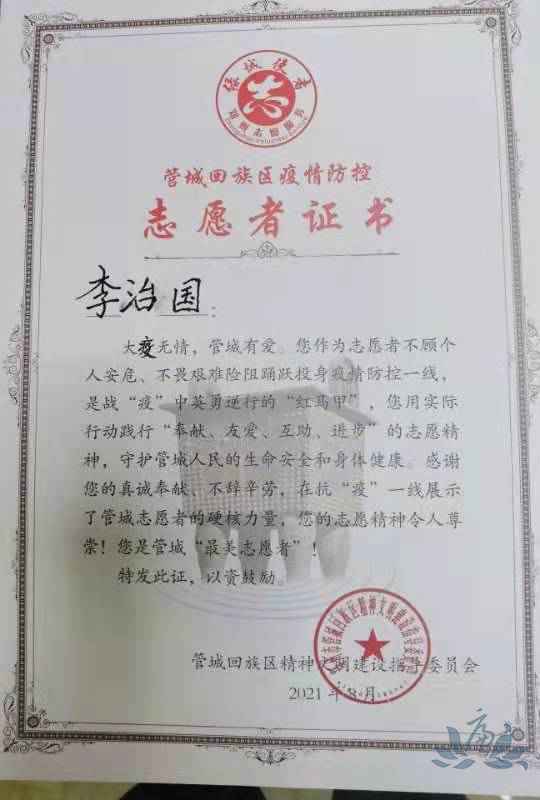 管城回族区疫情防控
志愿者证书
李治国：
大疫无情，管城有爱。您作为志愿者不顾个
人安危、不畏艰难险阻踊跃投身疫情防控一线，
是战“疫”中英勇逆行的“红马甲”，您用实际
行动践行“奉献、友爱、互助、进步”的志愿精
神，守护管城人民的生命安全和身体健康。感谢
您的真诚奉献、不辞辛劳，在抗“疫”一线展示
了管城志愿者的硬核力量，您的志愿精神令人尊
崇！您是管城“最美志愿者”！
特发此证，以资鼓励。
管城回族区精神文明建设指导委员会
2021年8月